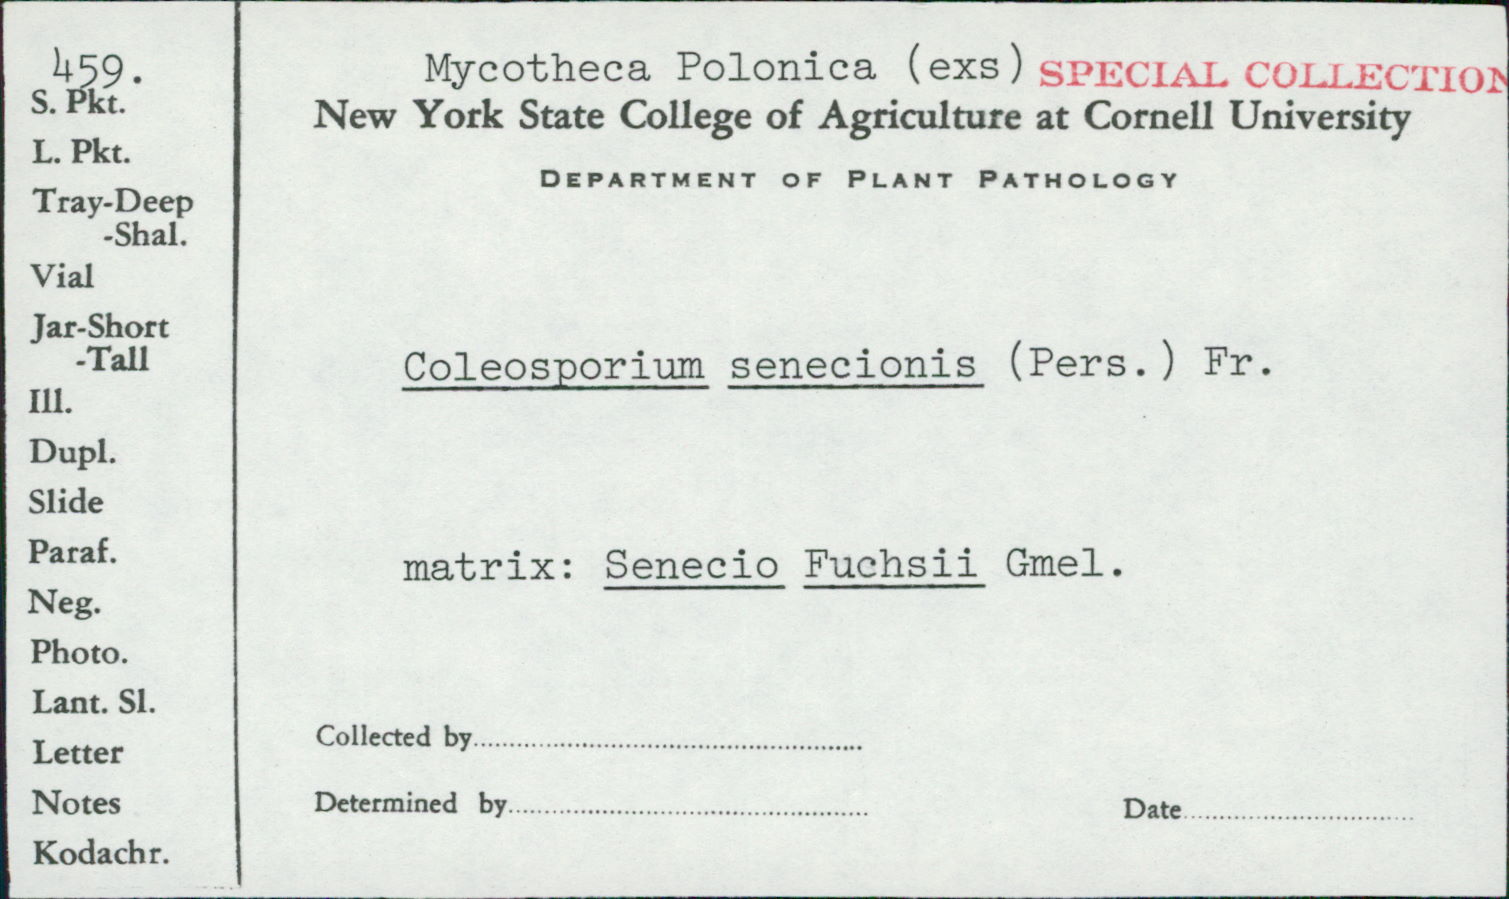 459.
S. Pkt.
L. Pkt.
Tray-Deep
-Shal.
Vial
Jar-Short
-Tall
Ill.
Dupl.
Slide
Paraf.
Neg.
Photo.
Lant. Sl.
Letter
Notes
Kodachr.
Mycotheca Polonica (exs) SPECIAL COLLECTION
New York State College of Agriculture at Cornell University
DEPARTMENT OF PLANT PATHOLOGY
Coleosporium senecionis (Pers.) Fr.
matrix: Senecio Fuchsii Gmel.
Collected by
Determined by
Date